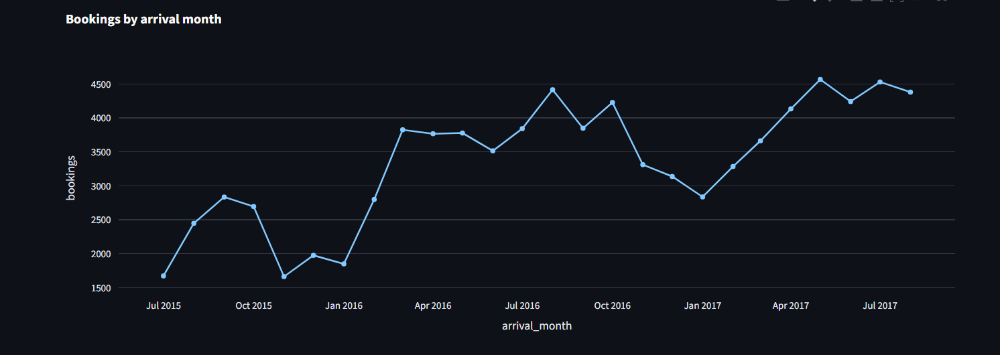 Bookings by arrival month
4500
4000
3500
3000
2500
2000
1500
bookings
Jul 2015 Oct 2015 Jan 2016 Apr 2016 Jul 2016 Oct 2016 Jan 2017 Apr 2017 Jul 2017
arrival_month